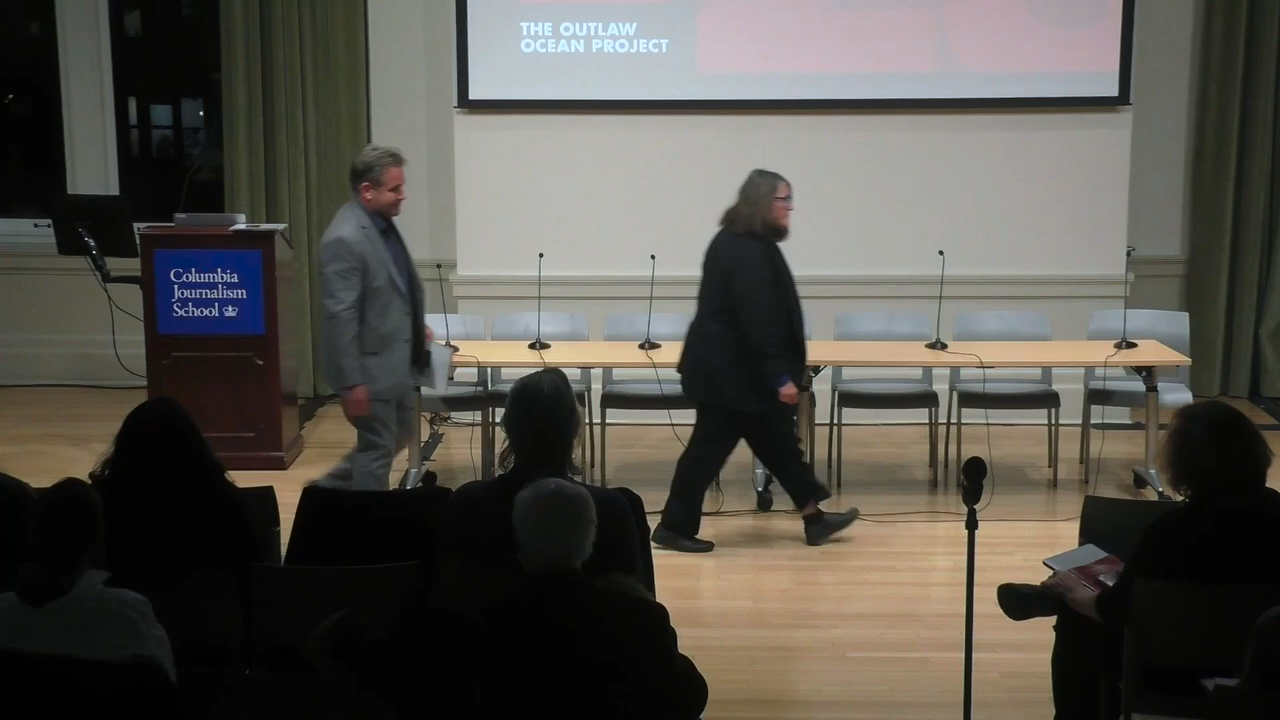 THE OUTLAW
OCEAN PROJECT
Columbia
Journalism
School